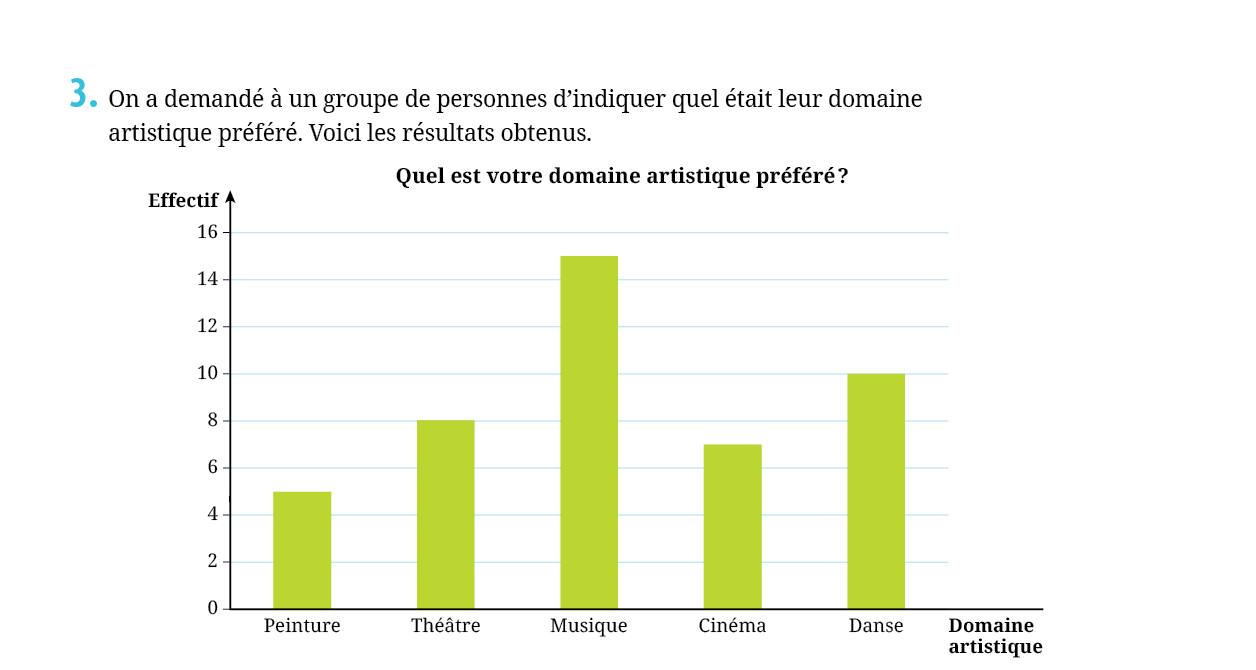 3. On a demandé à un groupe de personnes d’indiquer quel était leur domaine
artistique préféré. Voici les résultats obtenus.
Quel est votre domaine artistique préféré ?
Effectif
16
14
12
10
8
6
4
2
0
Peinture Théâtre Musique Cinéma Danse Domaine
artistique